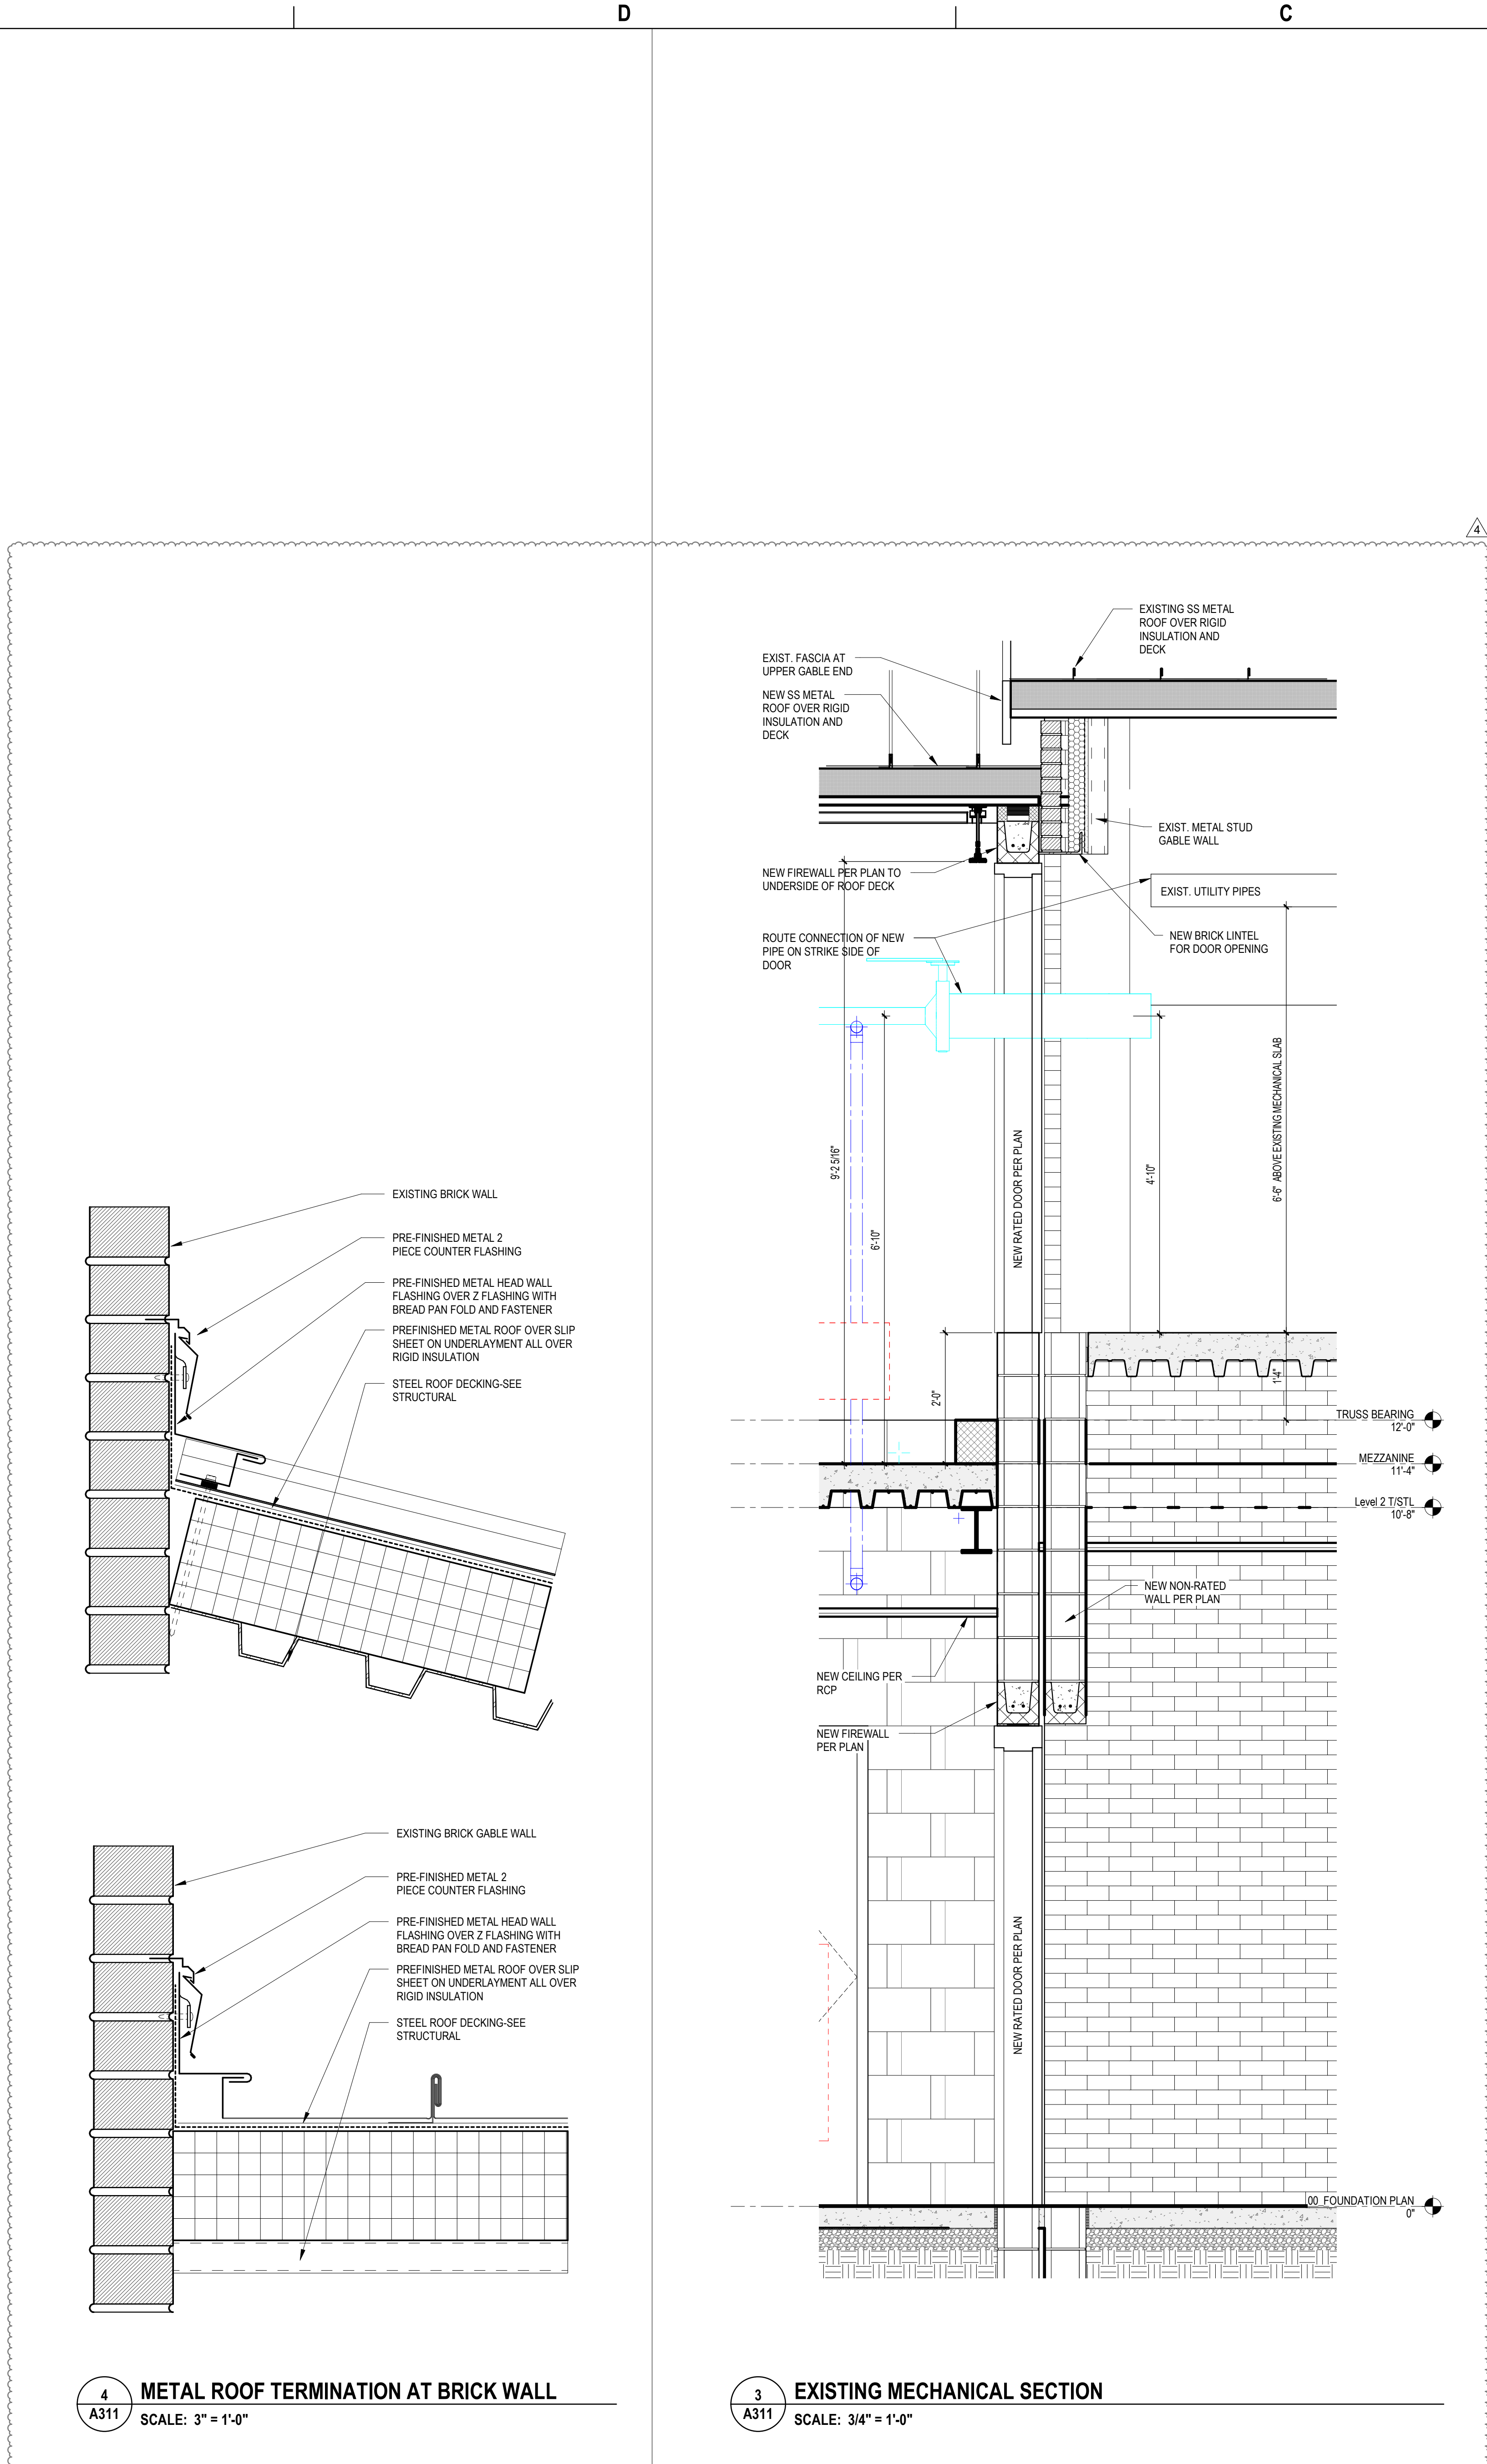 D
C
4
EXISTING SS METAL
ROOF OVER RIGID
INSULATION AND
DECK
EXIST. FASCIA AT
UPPER GABLE END
NEW SS METAL
ROOF OVER RIGID
INSULATION AND
DECK
EXIST. METAL STUD
GABLE WALL
NEW FIREWALL PER PLAN TO
UNDERSIDE OF ROOF DECK
EXIST. UTILITY PIPES
ROUTE CONNECTION OF NEW
PIPE ON STRIKE SIDE OF
DOOR
NEW BRICK LINTEL
FOR DOOR OPENING
9'-2 5/16"
6'-10"
NEW RATED DOOR PER PLAN
4'-10"
6'-6" ABOVE EXISTING MECHANICAL SLAB
2'-0"
1'-4"
TRUSS BEARING
12'-0"
MEZZANINE
11'-4"
Level 2 T/STL
10'-8"
NEW NON-RATED
WALL PER PLAN
NEW CEILING PER
RCP
NEW FIREWALL
PER PLAN
NEW RATED DOOR PER PLAN
00 FOUNDATION PLAN
0"
EXISTING BRICK WALL
PRE-FINISHED METAL 2
PIECE COUNTER FLASHING
PRE-FINISHED METAL HEAD WALL
FLASHING OVER Z FLASHING WITH
BREAD PAN FOLD AND FASTENER
PREFINISHED METAL ROOF OVER SLIP
SHEET ON UNDERLAYMENT ALL OVER
RIGID INSULATION
STEEL ROOF DECKING-SEE
STRUCTURAL
EXISTING BRICK GABLE WALL
PRE-FINISHED METAL 2
PIECE COUNTER FLASHING
PRE-FINISHED METAL HEAD WALL
FLASHING OVER Z FLASHING WITH
BREAD PAN FOLD AND FASTENER
PREFINISHED METAL ROOF OVER SLIP
SHEET ON UNDERLAYMENT ALL OVER
RIGID INSULATION
STEEL ROOF DECKING-SEE
STRUCTURAL
4
A311
METAL ROOF TERMINATION AT BRICK WALL
SCALE: 3" = 1'-0"
3
A311
EXISTING MECHANICAL SECTION
SCALE: 3/4" = 1'-0"